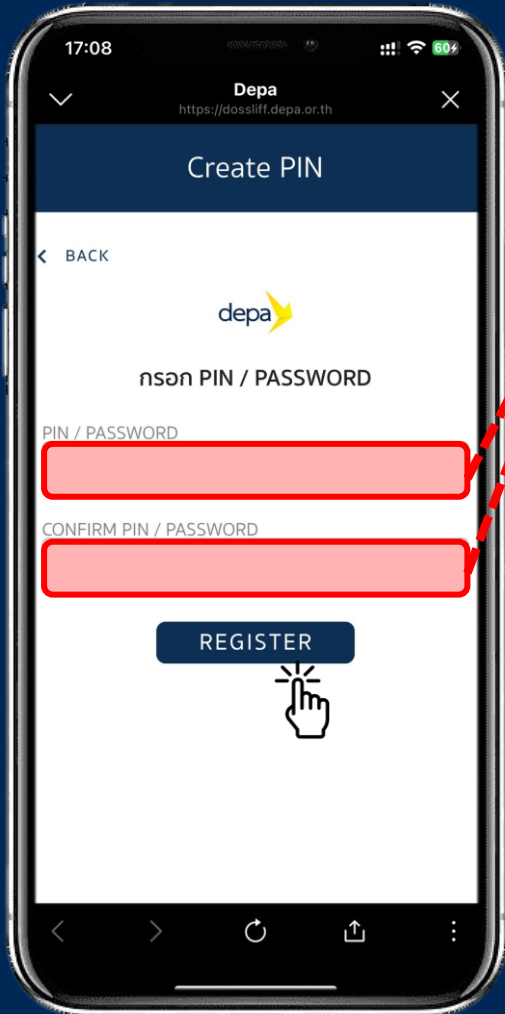 17:08
60
Depa
https://dossliff.depa.or.th
Create PIN
BACK
depa
กรอก PIN / PASSWORD
PIN / PASSWORD
CONFIRM PIN / PASSWORD
REGISTER